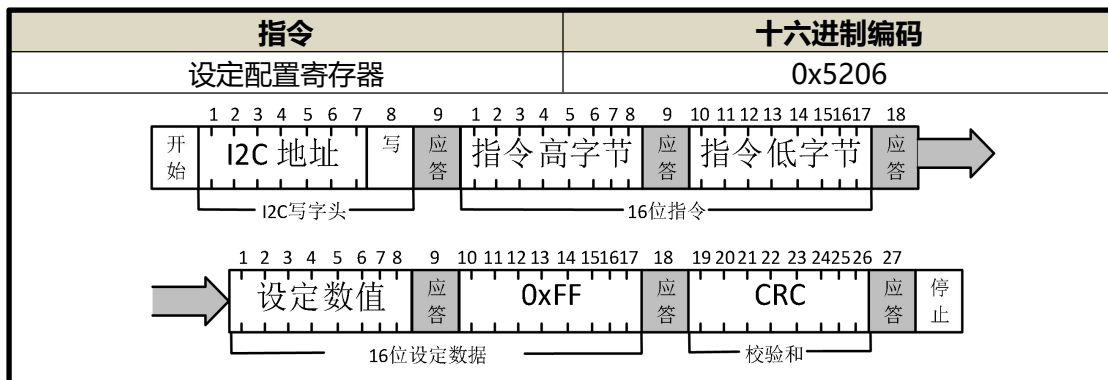 指令 十六进制编码
设定配置寄存器 0x5206
1 2 3 4 5 6 7 8 9 1 2 3 4 5 6 7 8 9 10 11 12 13 14 15 16 17 18
开始 I2C 地址 写 应答 指令高字节 应答 指令低字节 应答
I2C写字头 16位指令
1 2 3 4 5 6 7 8 9 10 11 12 13 14 15 16 17 18 19 20 21 22 23 24 25 26 27
设定数值 应答 0xFF 应答 CRC 应答 停止
16位设定数据 校验和